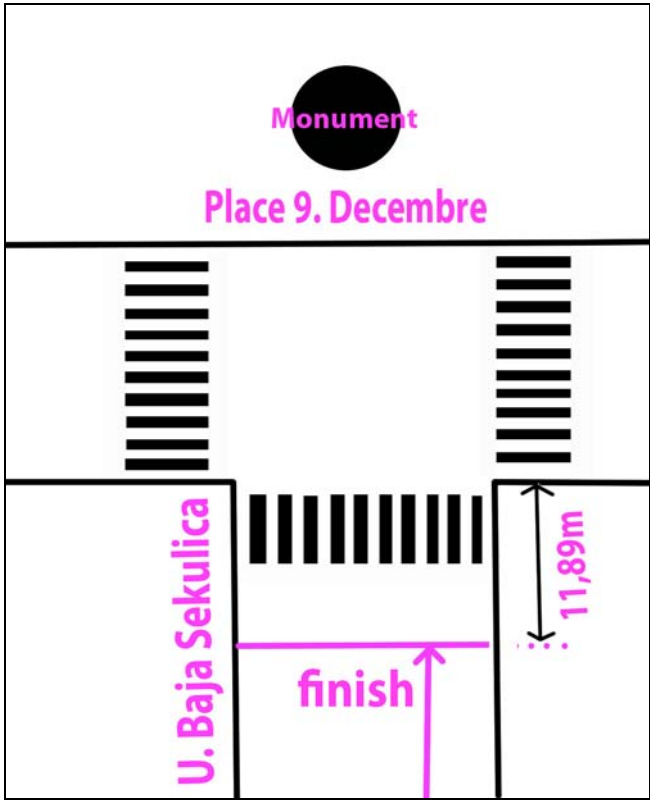 Monument
Place 9. Decembre
U. Baja Sekulica
11,89m
finish